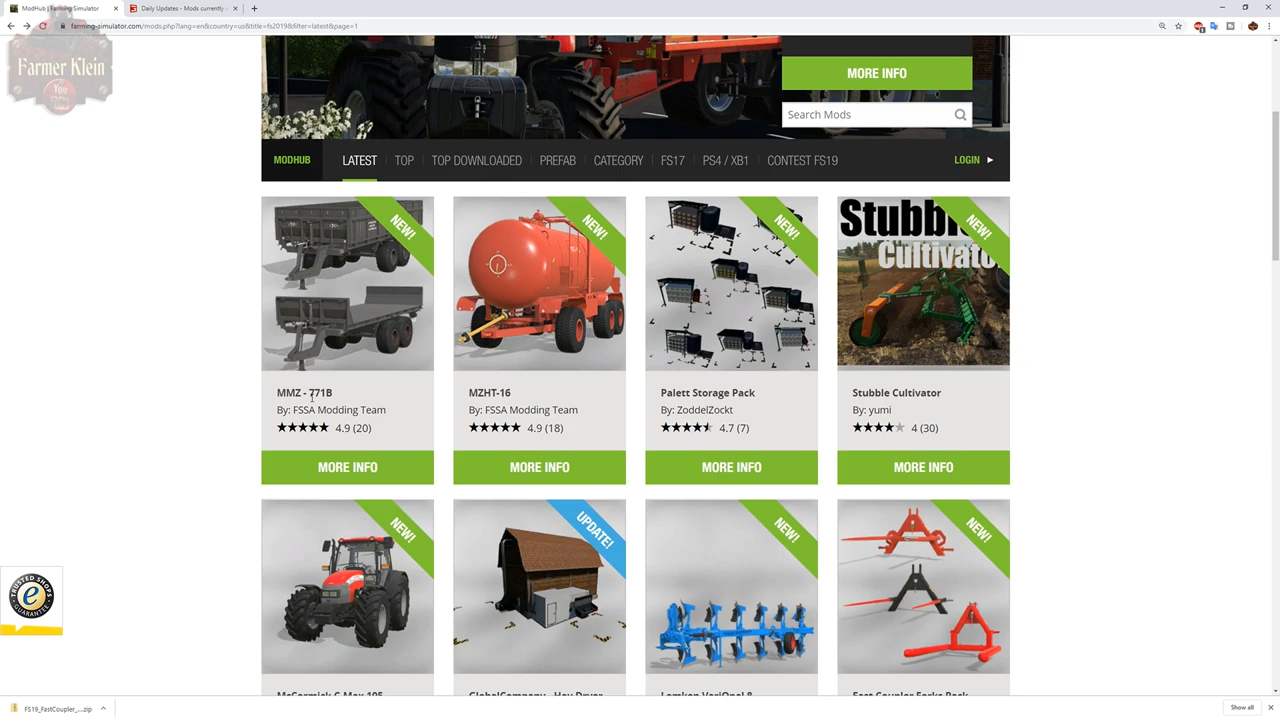 ModHub | Farming Simulator
Daily Updates - Mods currently
farming-simulator.com/mods.php?lang=en&country=us&title=fs2019&filter=latest&page=1
Farmer Klein
You
MORE INFO
Search Mods
MODHUB LATEST TOP TOP DOWNLOADED PREFAB CATEGORY FS17 PS4 / XB1 CONTEST FS19 LOGIN
NEW! NEW! NEW! NEW!
Stubble
Cultivato
MMZ - 771B MZHT-16 Palett Storage Pack Stubble Cultivator
By: FSSA Modding Team By: FSSA Modding Team By: ZoddelZockt By: yumi
4.9 (20) 4.9 (18) 4.7 (7) 4 (30)
MORE INFO MORE INFO MORE INFO MORE INFO
NEW! UPDATE! NEW! NEW!
TRUSTED SHOPS
GUARANTEE
McCormick C-Max 105 GlobalCompany - Hay Dryer Lemken VariOpal 8 Fast Coupler Forks Pack
FS19_FastCoupler_....zip Show all